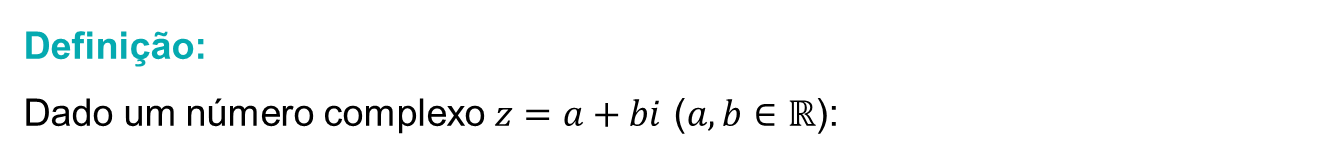 Definição:
Dado um número complexo 𝑧 = 𝑎 + 𝑏𝑖 (𝑎, 𝑏 ∈ ℝ):